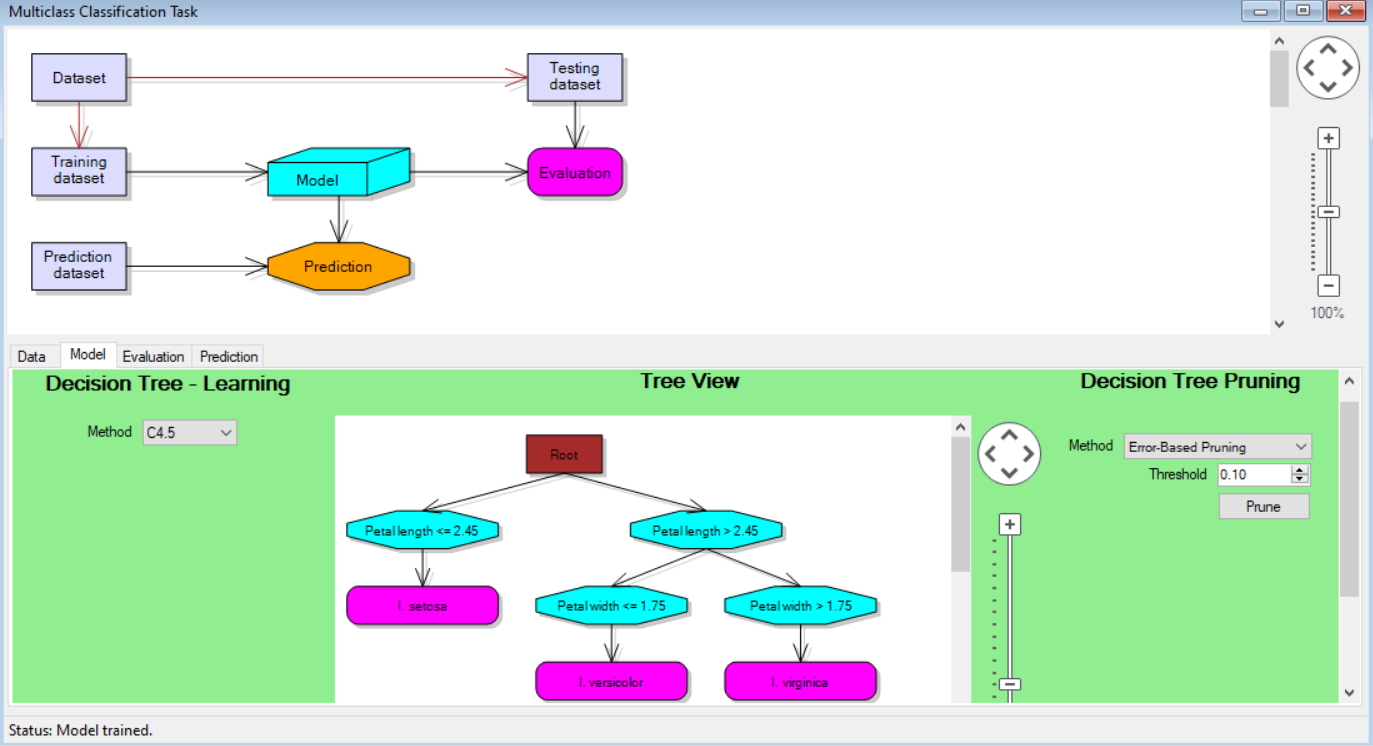 Multiclass Classification Task
Dataset
Testing
dataset
Training
dataset
Model
Evaluation
Prediction
dataset
Prediction
100%
Data
Model
Evaluation
Prediction
Decision Tree - Learning
Method
C4.5
Tree View
Root
Petal length <= 2.45
Petal length > 2.45
I. setosa
Petal width <= 1.75
Petal width > 1.75
I. versicolor
I. virginica
Decision Tree Pruning
Method
Error-Based Pruning
Threshold
0.10
Prune
Status: Model trained.